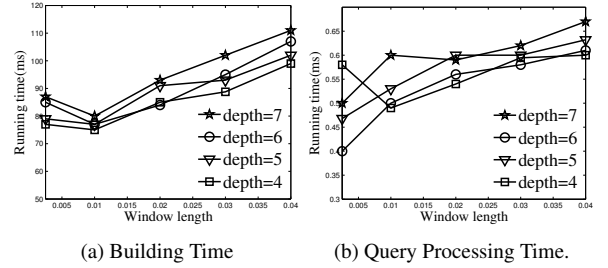 120
110
100
90
80
70
60
50
Running time(ms)
0.005 0.01 0.015 0.02 0.025 0.03 0.035 0.04
Window length
depth=7
depth=6
depth=5
depth=4
(a) Building Time
0.65
0.6
0.55
0.5
0.45
0.4
0.35
0.3
Running time(ms)
0.005 0.01 0.015 0.02 0.025 0.03 0.035 0.04
Window length
depth=7
depth=6
depth=5
depth=4
(b) Query Processing Time.